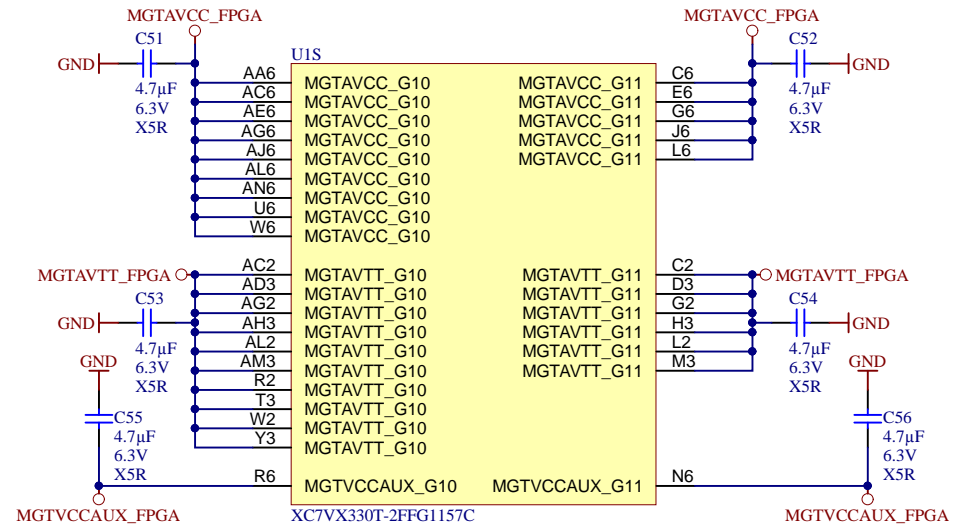 MGTAVCC_FPGA
MGTAVCC_FPGA
C51
C52
GND
GND
4.7µF
6.3V
X5R
4.7µF
6.3V
X5R
U1S
AA6 MGTAVCC_G10 MGTAVCC_G11 C6
AC6 MGTAVCC_G10 MGTAVCC_G11 E6
AE6 MGTAVCC_G10 MGTAVCC_G11 G6
AG6 MGTAVCC_G10 MGTAVCC_G11 J6
AJ6 MGTAVCC_G10 MGTAVCC_G11 L6
AL6 MGTAVCC_G10
AN6 MGTAVCC_G10
U6 MGTAVCC_G10
W6 MGTAVCC_G10
MGTAVTT_FPGA
MGTAVTT_FPGA
AC2 MGTAVTT_G10 MGTAVTT_G11 C2
AD3 MGTAVTT_G10 MGTAVTT_G11 D3
AG2 MGTAVTT_G10 MGTAVTT_G11 G2
AH3 MGTAVTT_G10 MGTAVTT_G11 H3
AL2 MGTAVTT_G10 MGTAVTT_G11 L2
AM3 MGTAVTT_G10 MGTAVTT_G11 M3
R2 MGTAVTT_G10
T3 MGTAVTT_G10
W2 MGTAVTT_G10
Y3 MGTAVTT_G10
C53
C54
GND
GND
4.7µF
6.3V
X5R
4.7µF
6.3V
X5R
GND
GND
C55
4.7µF
6.3V
X5R
C56
4.7µF
6.3V
X5R
R6 MGTVCCAUX_G10 MGTVCCAUX_G11 N6
MGTVCCAUX_FPGA
XC7VX330T-2FFG1157C
MGTVCCAUX_FPGA